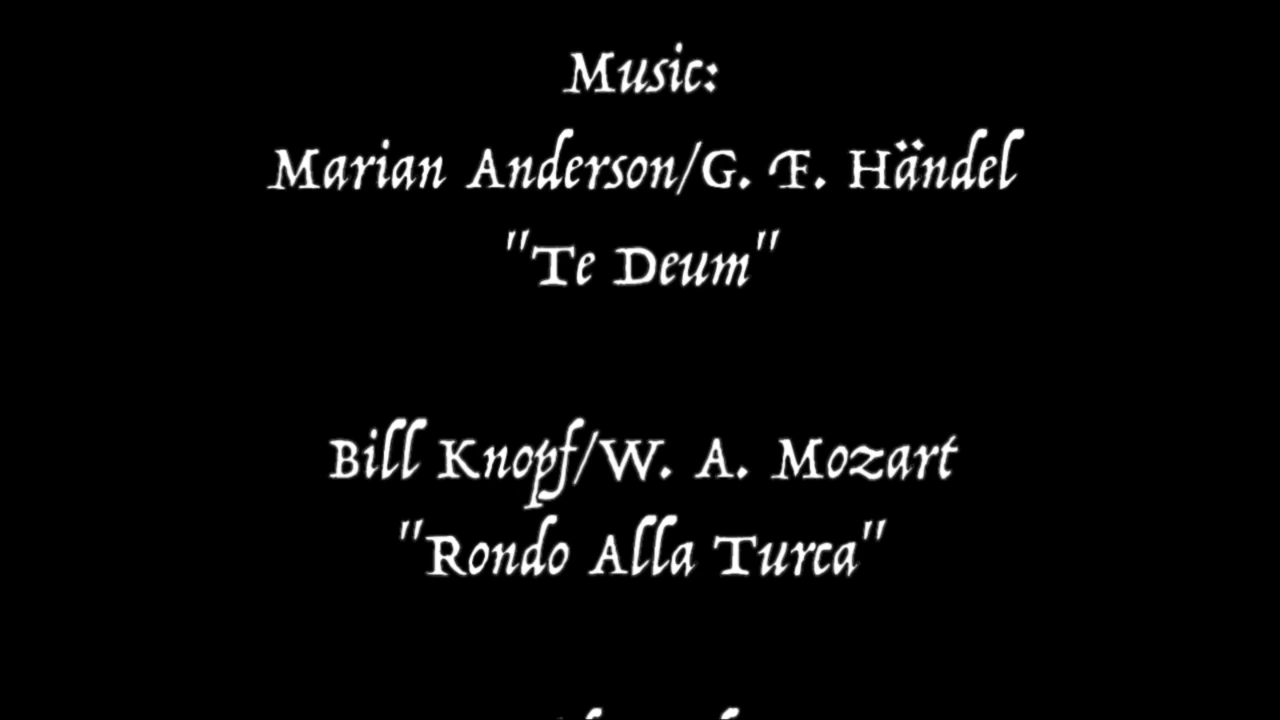 Music:
Marian Anderson/G. F. Händel
"Te Deum"
Bill Knopf/W. A. Mozart
"Rondo Alla Turca"